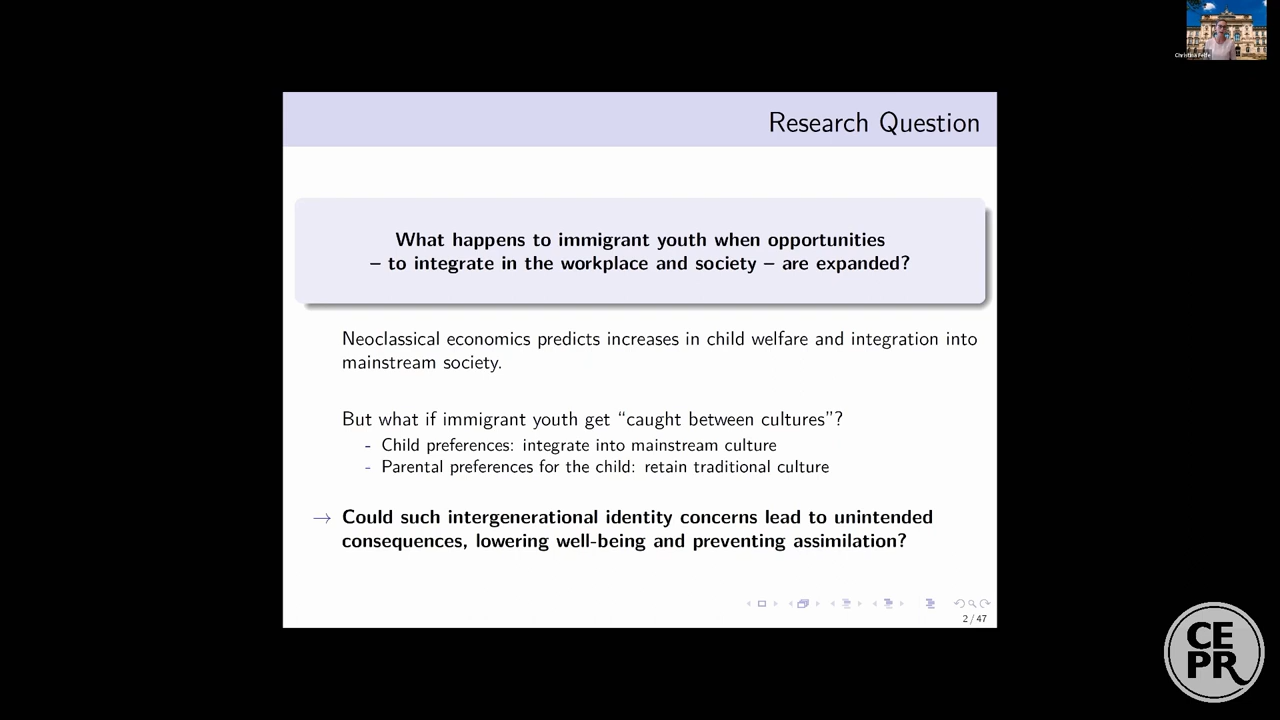 Christina Felfe
Research Question
What happens to immigrant youth when opportunities
– to integrate in the workplace and society – are expanded?
Neoclassical economics predicts increases in child welfare and integration into
mainstream society.
But what if immigrant youth get “caught between cultures”?
- Child preferences: integrate into mainstream culture
- Parental preferences for the child: retain traditional culture
→ Could such intergenerational identity concerns lead to unintended
consequences, lowering well-being and preventing assimilation?
2 / 47
CE
PR